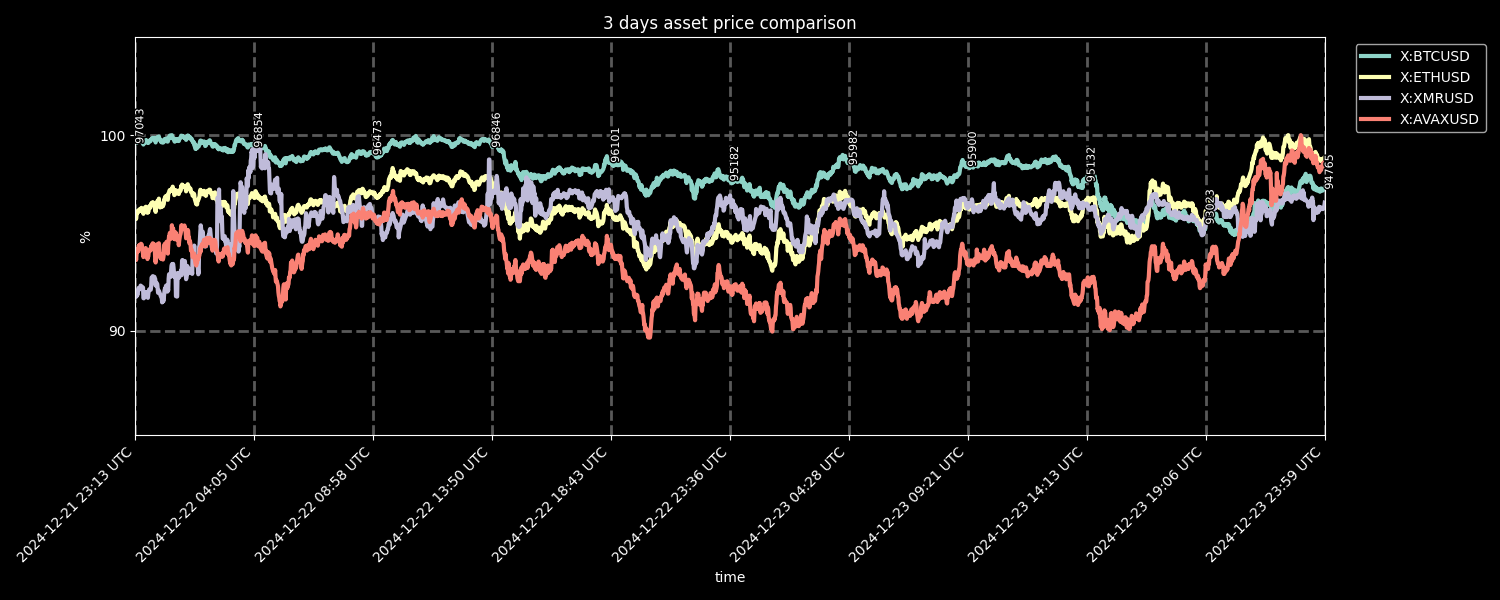 3 days asset price comparison
X:BTCUSD
X:ETHUSD
X:XMRUSD
X:AVAXUSD
%
100
90
97043
96854
96473
96846
96101
95182
95982
95900
95132
93023
94765
2024-12-21 23:13 UTC
2024-12-22 04:05 UTC
2024-12-22 08:58 UTC
2024-12-22 13:50 UTC
2024-12-22 18:43 UTC
2024-12-22 23:36 UTC
2024-12-23 04:28 UTC
2024-12-23 09:21 UTC
2024-12-23 14:13 UTC
2024-12-23 19:06 UTC
2024-12-23 23:59 UTC
time